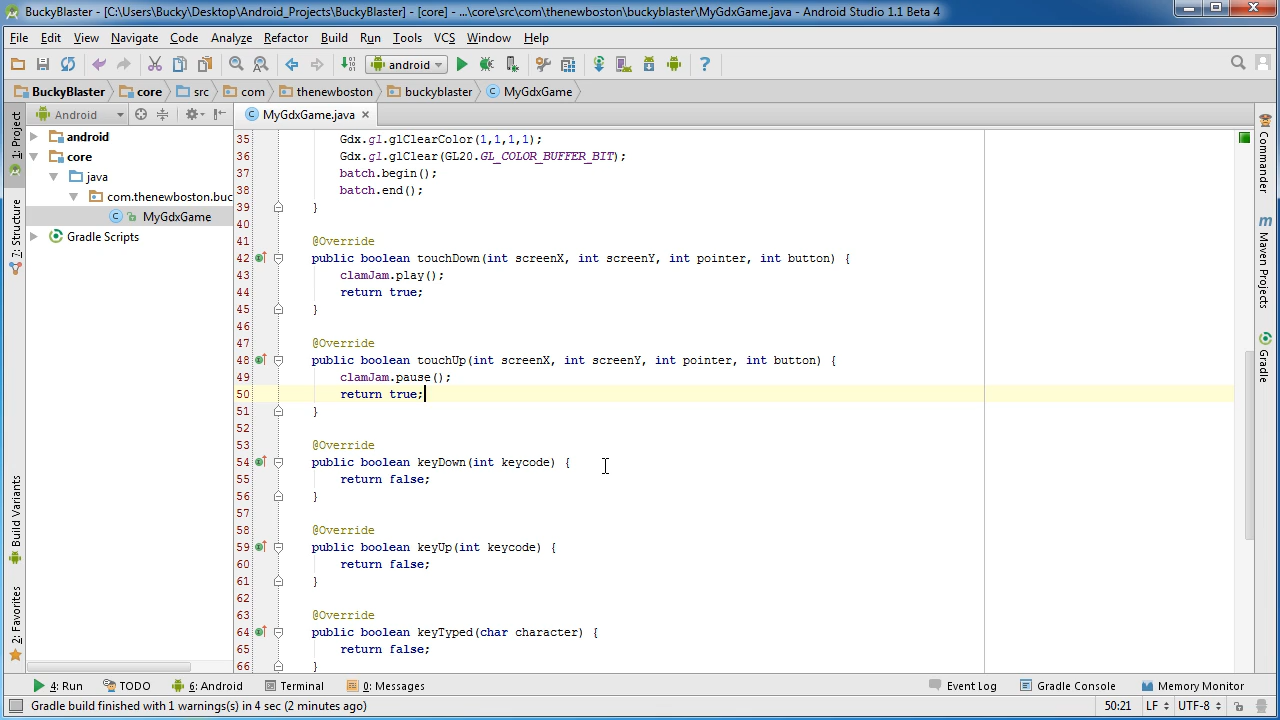 BuckyBlaster - [C:\Users\Bucky\Desktop\Android_Projects\BuckyBlaster] - [core] - ...\core\src\com\thenewboston\buckyblaster\MyGdxGame.java - Android Studio 1.1 Beta 4
File Edit View Navigate Code Analyze Refactor Build Run Tools VCS Window Help
android
BuckyBlaster core src com thenewboston buckyblaster MyGdxGame
1: Project
7: Structure
Build Variants
2: Favorites
Android
android
core
java
com.thenewboston.buc
MyGdxGame
Gradle Scripts
MyGdxGame.java
35 Gdx.gl.glClearColor(1,1,1,1);
36 Gdx.gl.glClear(GL20.GL_COLOR_BUFFER_BIT);
37 batch.begin();
38 batch.end();
39 }
40
41 @Override
42 public boolean touchDown(int screenX, int screenY, int pointer, int button) {
43 clamJam.play();
44 return true;
45 }
46
47 @Override
48 public boolean touchUp(int screenX, int screenY, int pointer, int button) {
49 clamJam.pause();
50 return true;
51 }
52
53 @Override
54 public boolean keyDown(int keycode) {
55 return false;
56 }
57
58 @Override
59 public boolean keyUp(int keycode) {
60 return false;
61 }
62
63 @Override
64 public boolean keyTyped(char character) {
65 return false;
66 }
Commander
Maven Projects
Gradle
4: Run TODO 6: Android Terminal 0: Messages Event Log Gradle Console Memory Monitor
Gradle build finished with 1 warnings(s) in 4 sec (2 minutes ago) 50:21 LF UTF-8